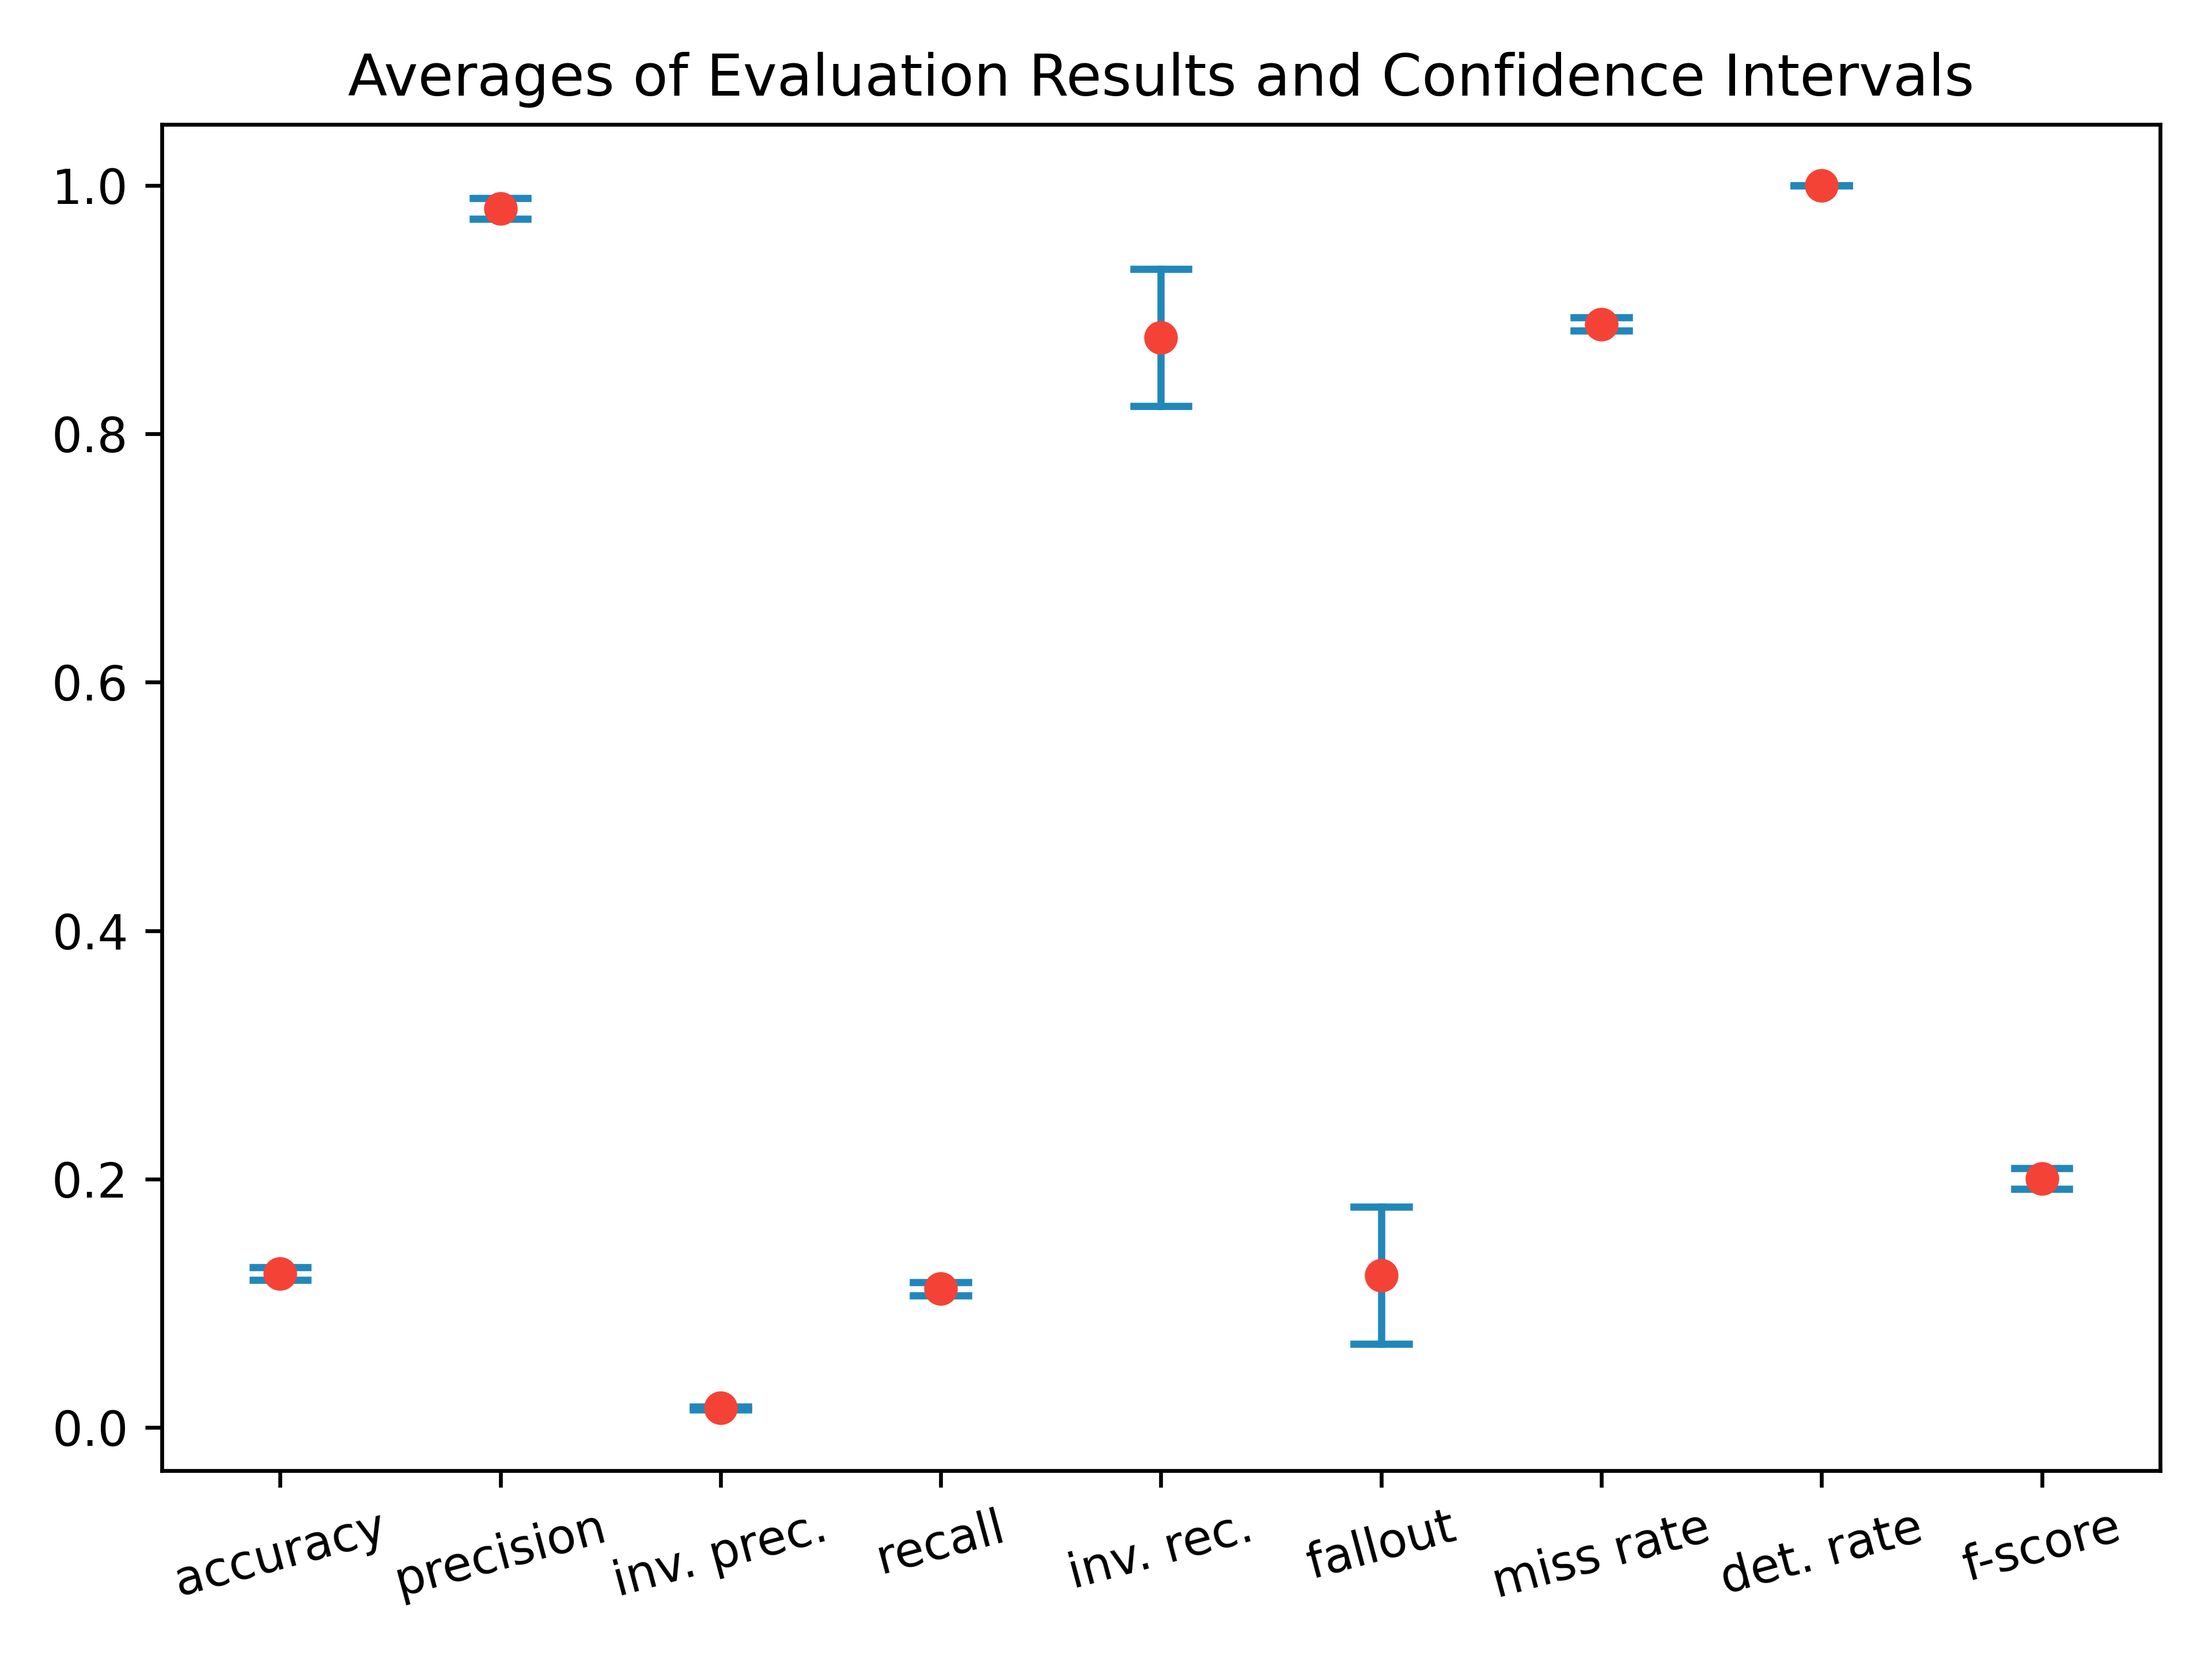 Averages of Evaluation Results and Confidence Intervals
1.0
0.8
0.6
0.4
0.2
0.0
accuracy
precision
inv. prec.
recall
inv. rec.
fallout
miss rate
det. rate
f-score